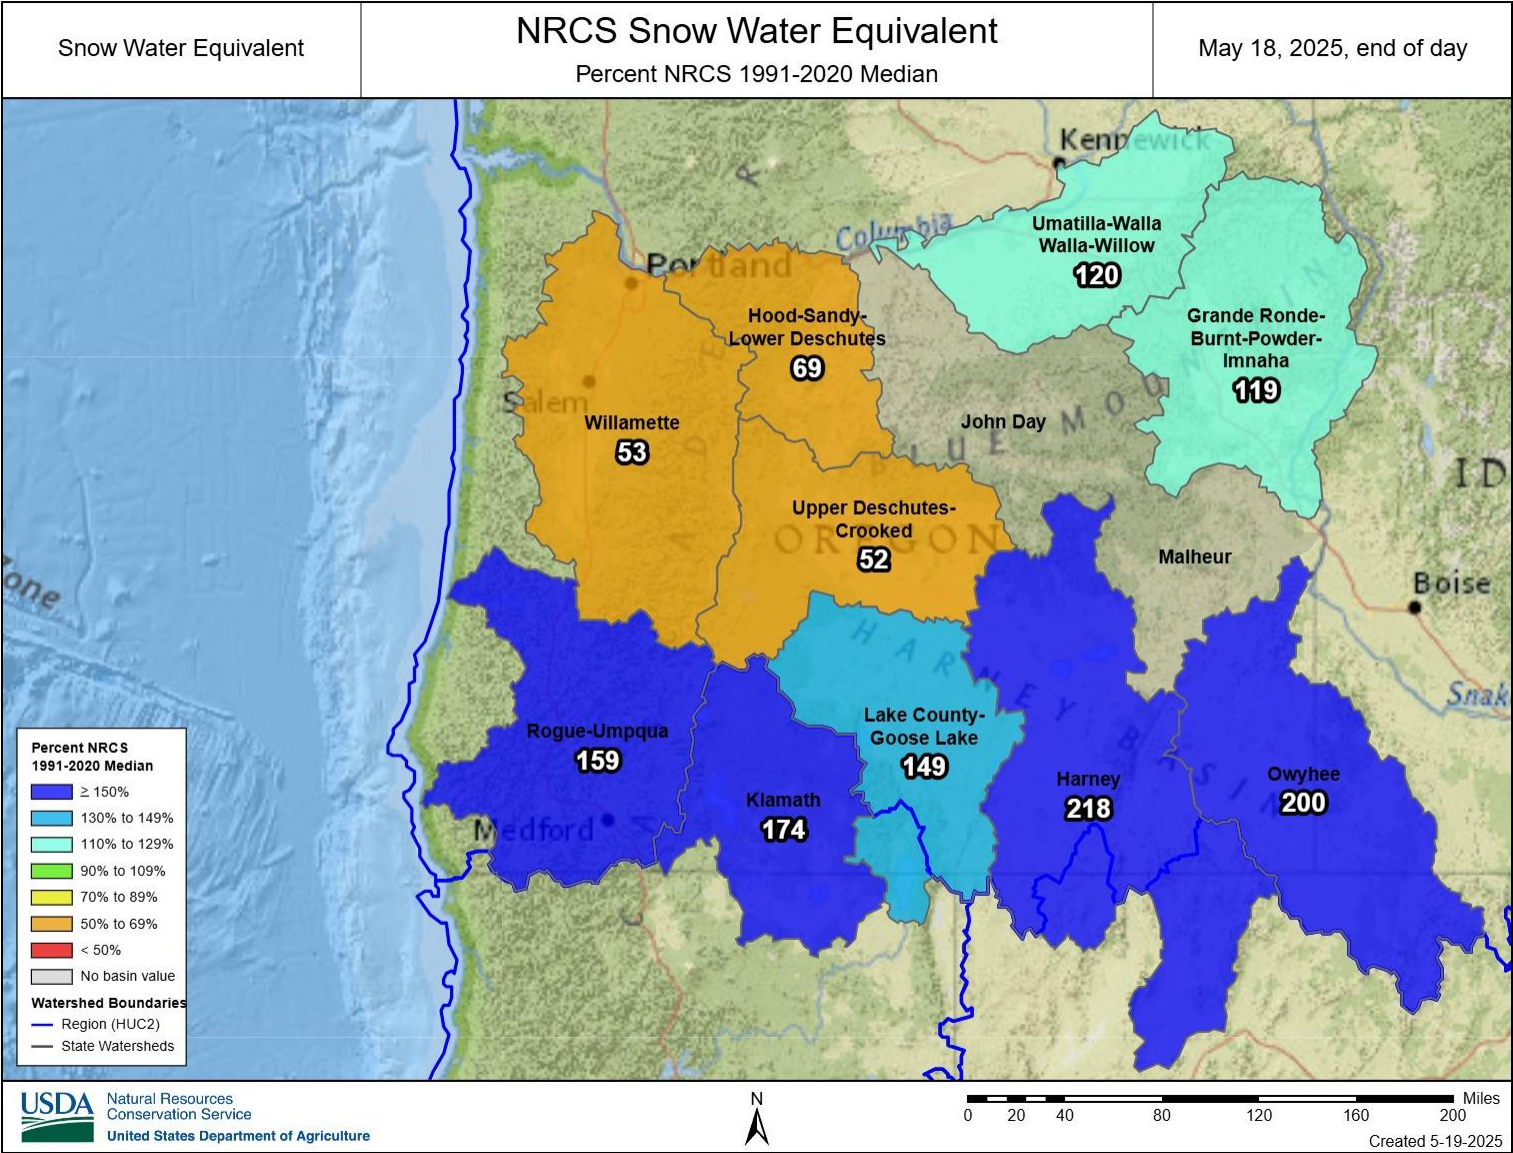 Snow Water Equivalent
NRCS Snow Water Equivalent
Percent NRCS 1991-2020 Median
May 18, 2025, end of day
Kennewick
Columbia
Umatilla-Walla
Walla-Willow
120
Portland
Hood-Sandy-
Lower Deschutes
69
Grande Ronde-
Burnt-Powder-
Imnaha
119
Salem
Willamette
53
John Day
BLUE MOUNTAIN
ID
Upper Deschutes-
Crooked
52
OREGON
Malheur
Boise
zone
HARNEY BASIN
Snak
Rogue-Umpqua
159
Lake County-
Goose Lake
149
Klamath
174
Harney
218
Owyhee
200
Medford
Percent NRCS
1991-2020 Median
≥ 150%
130% to 149%
110% to 129%
90% to 109%
70% to 89%
50% to 69%
< 50%
No basin value
Watershed Boundaries
Region (HUC2)
State Watersheds
USDA
Natural Resources
Conservation Service
United States Department of Agriculture
N
0 20 40 80 120 160 200 Miles
Created 5-19-2025